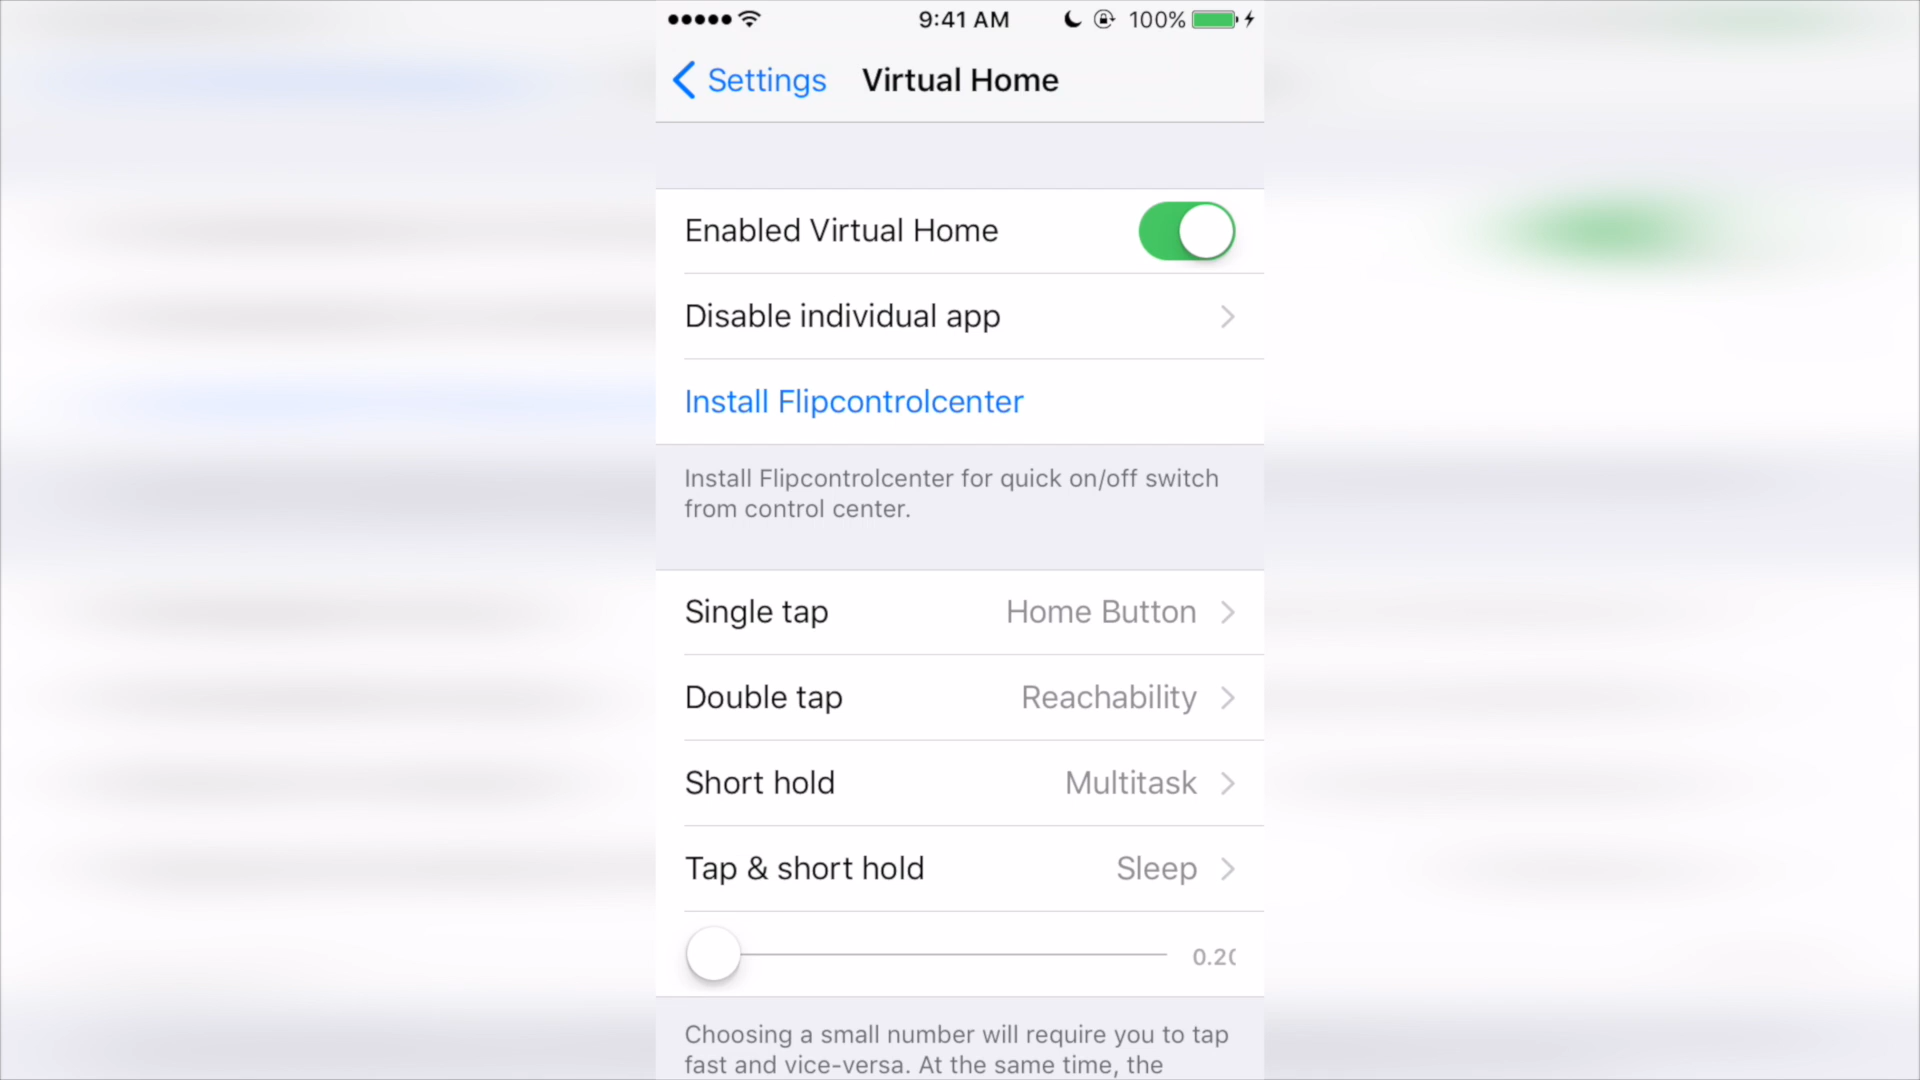 9:41 AM 100%
Settings Virtual Home
Enabled Virtual Home
Disable individual app
Install Flipcontrolcenter
Install Flipcontrolcenter for quick on/off switch
from control center.
Single tap Home Button
Double tap Reachability
Short hold Multitask
Tap & short hold Sleep
0.20
Choosing a small number will require you to tap
fast and vice-versa. At the same time, the